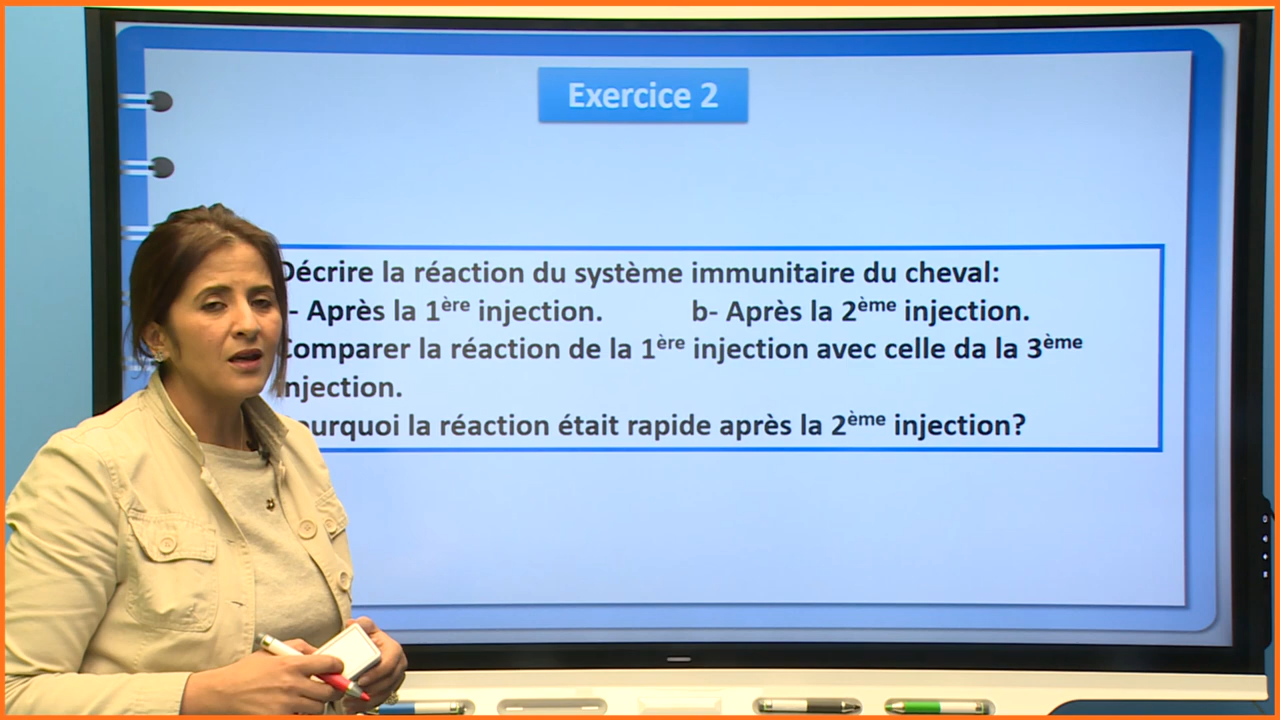 Exercice 2
Décrire la réaction du système immunitaire du cheval:
- Après la 1ère injection. b- Après la 2ème injection.
Comparer la réaction de la 1ère injection avec celle da la 3ème
injection.
ourquoi la réaction était rapide après la 2ème injection?